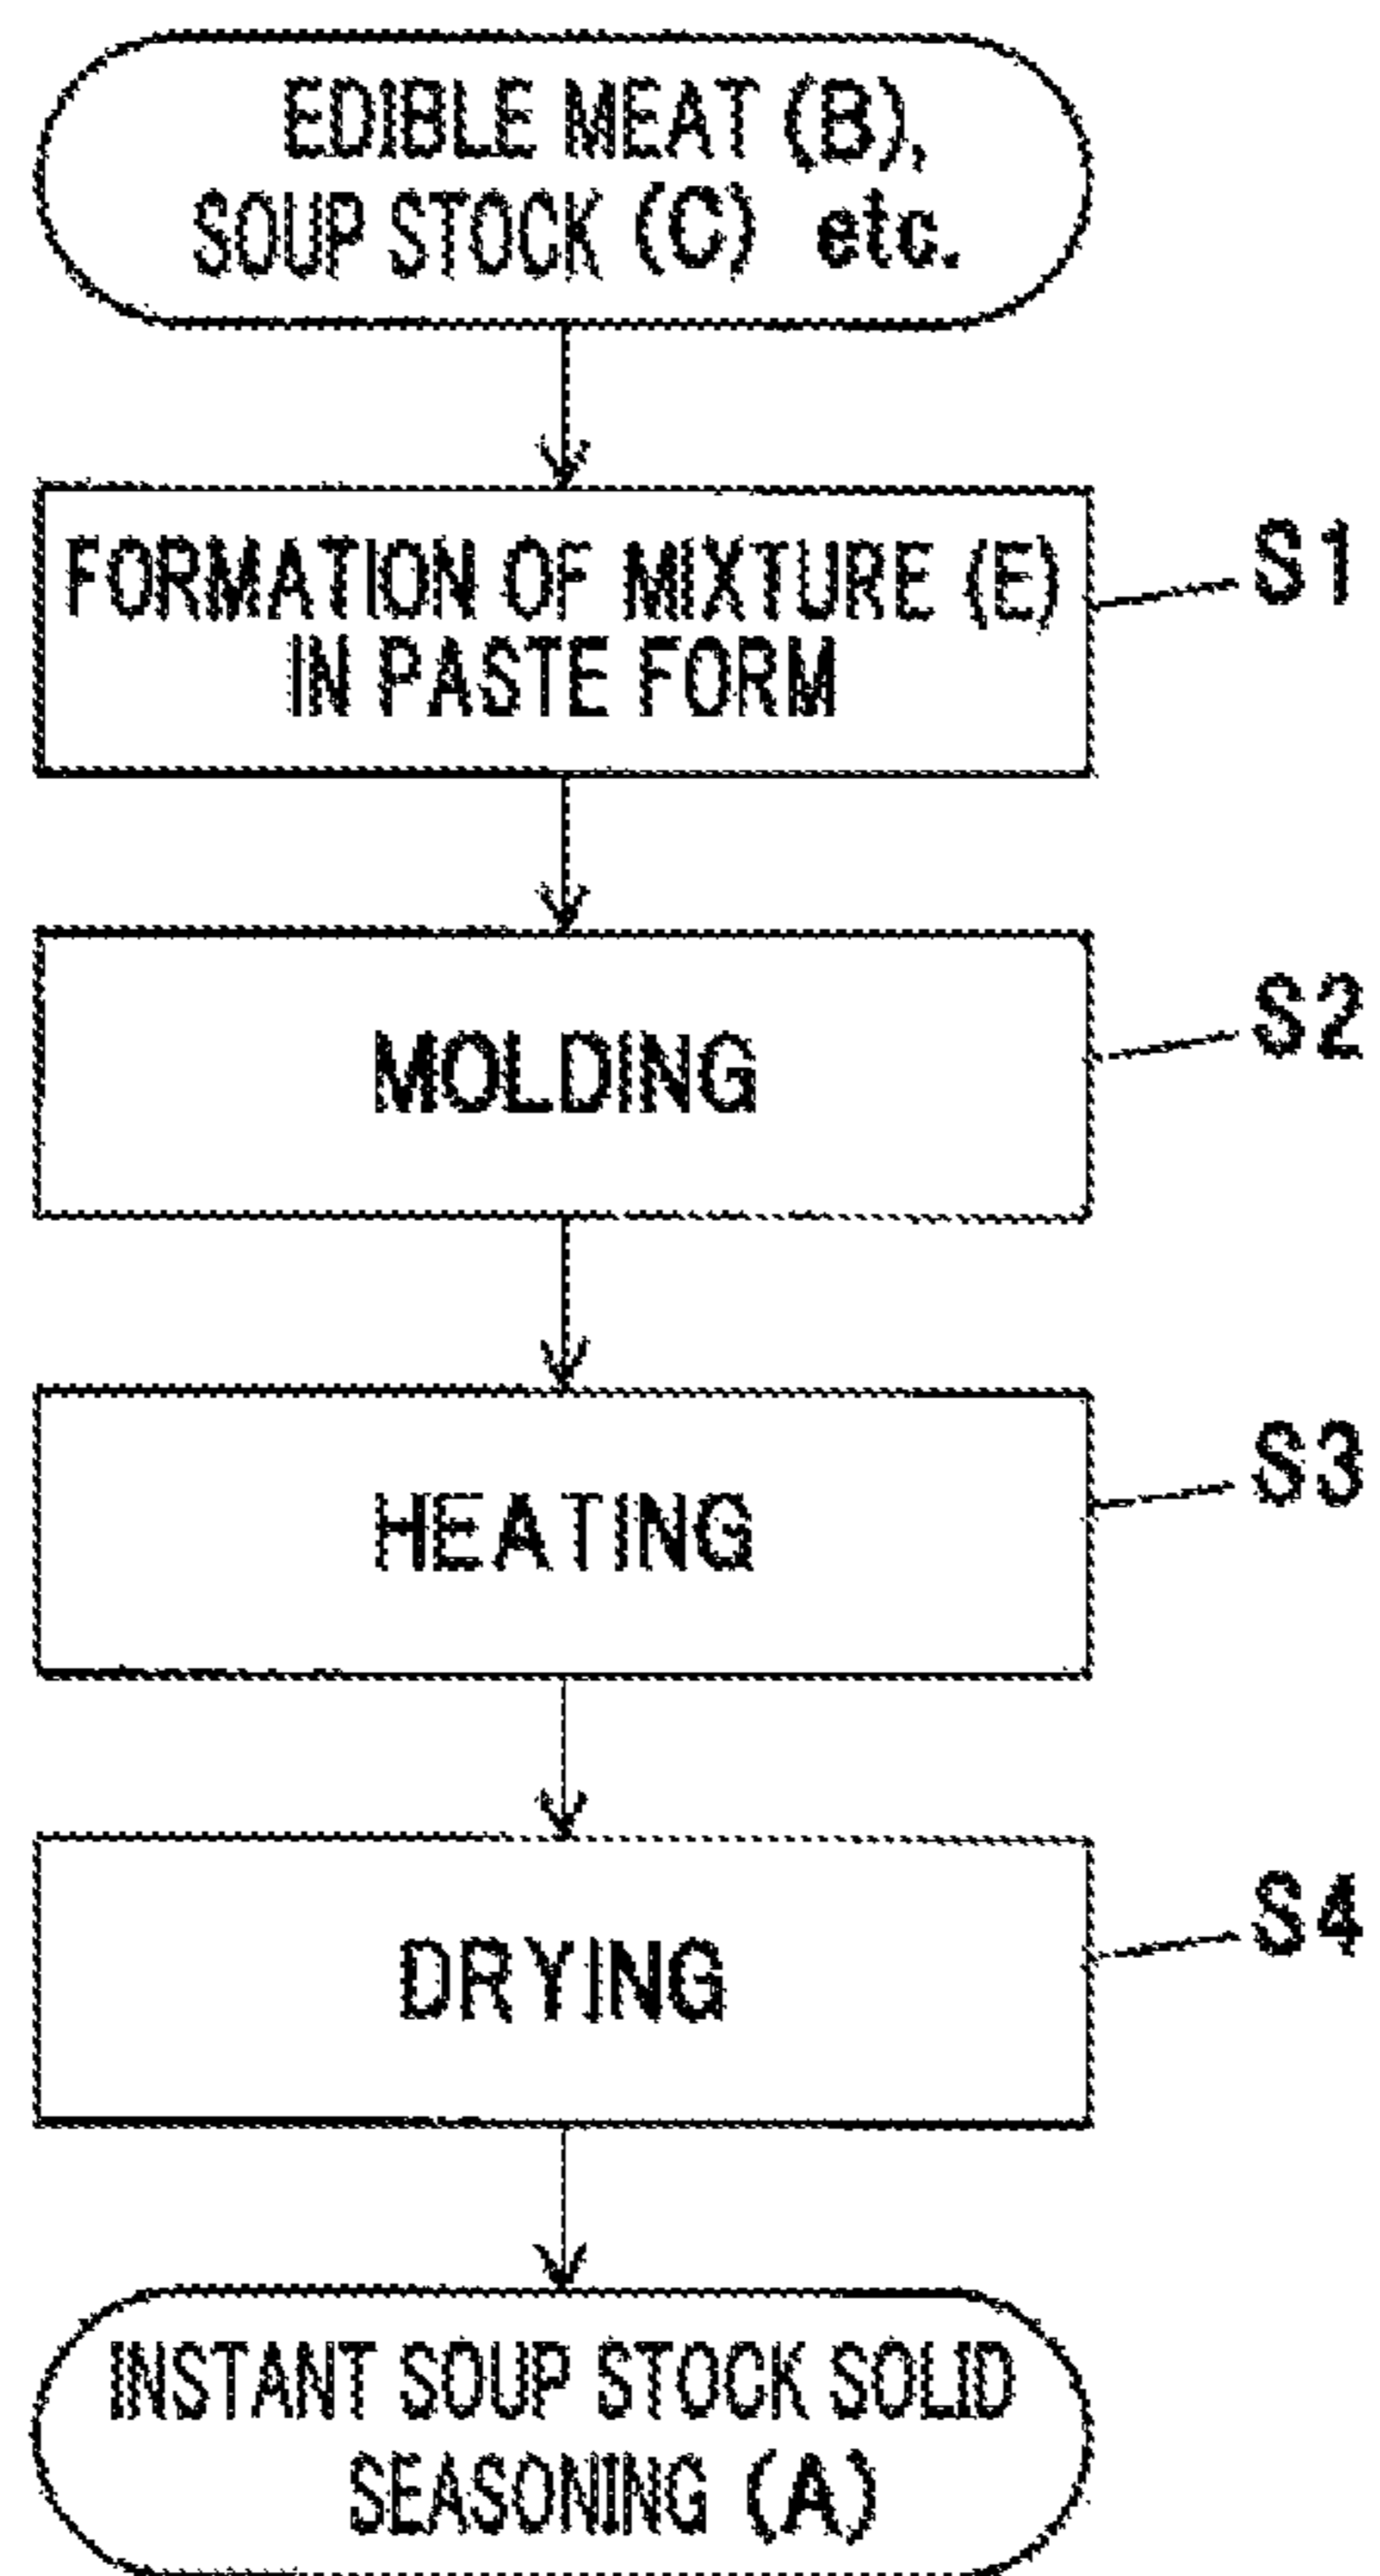 EDIBLE MEAT (B),
SOUP STOCK (C) etc.
FORMATION OF MIXTURE (E)
IN PASTE FORM
S1
MOLDING
S2
HEATING
S3
DRYING
S4
INSTANT SOUP STOCK SOLID
SEASONING (A)